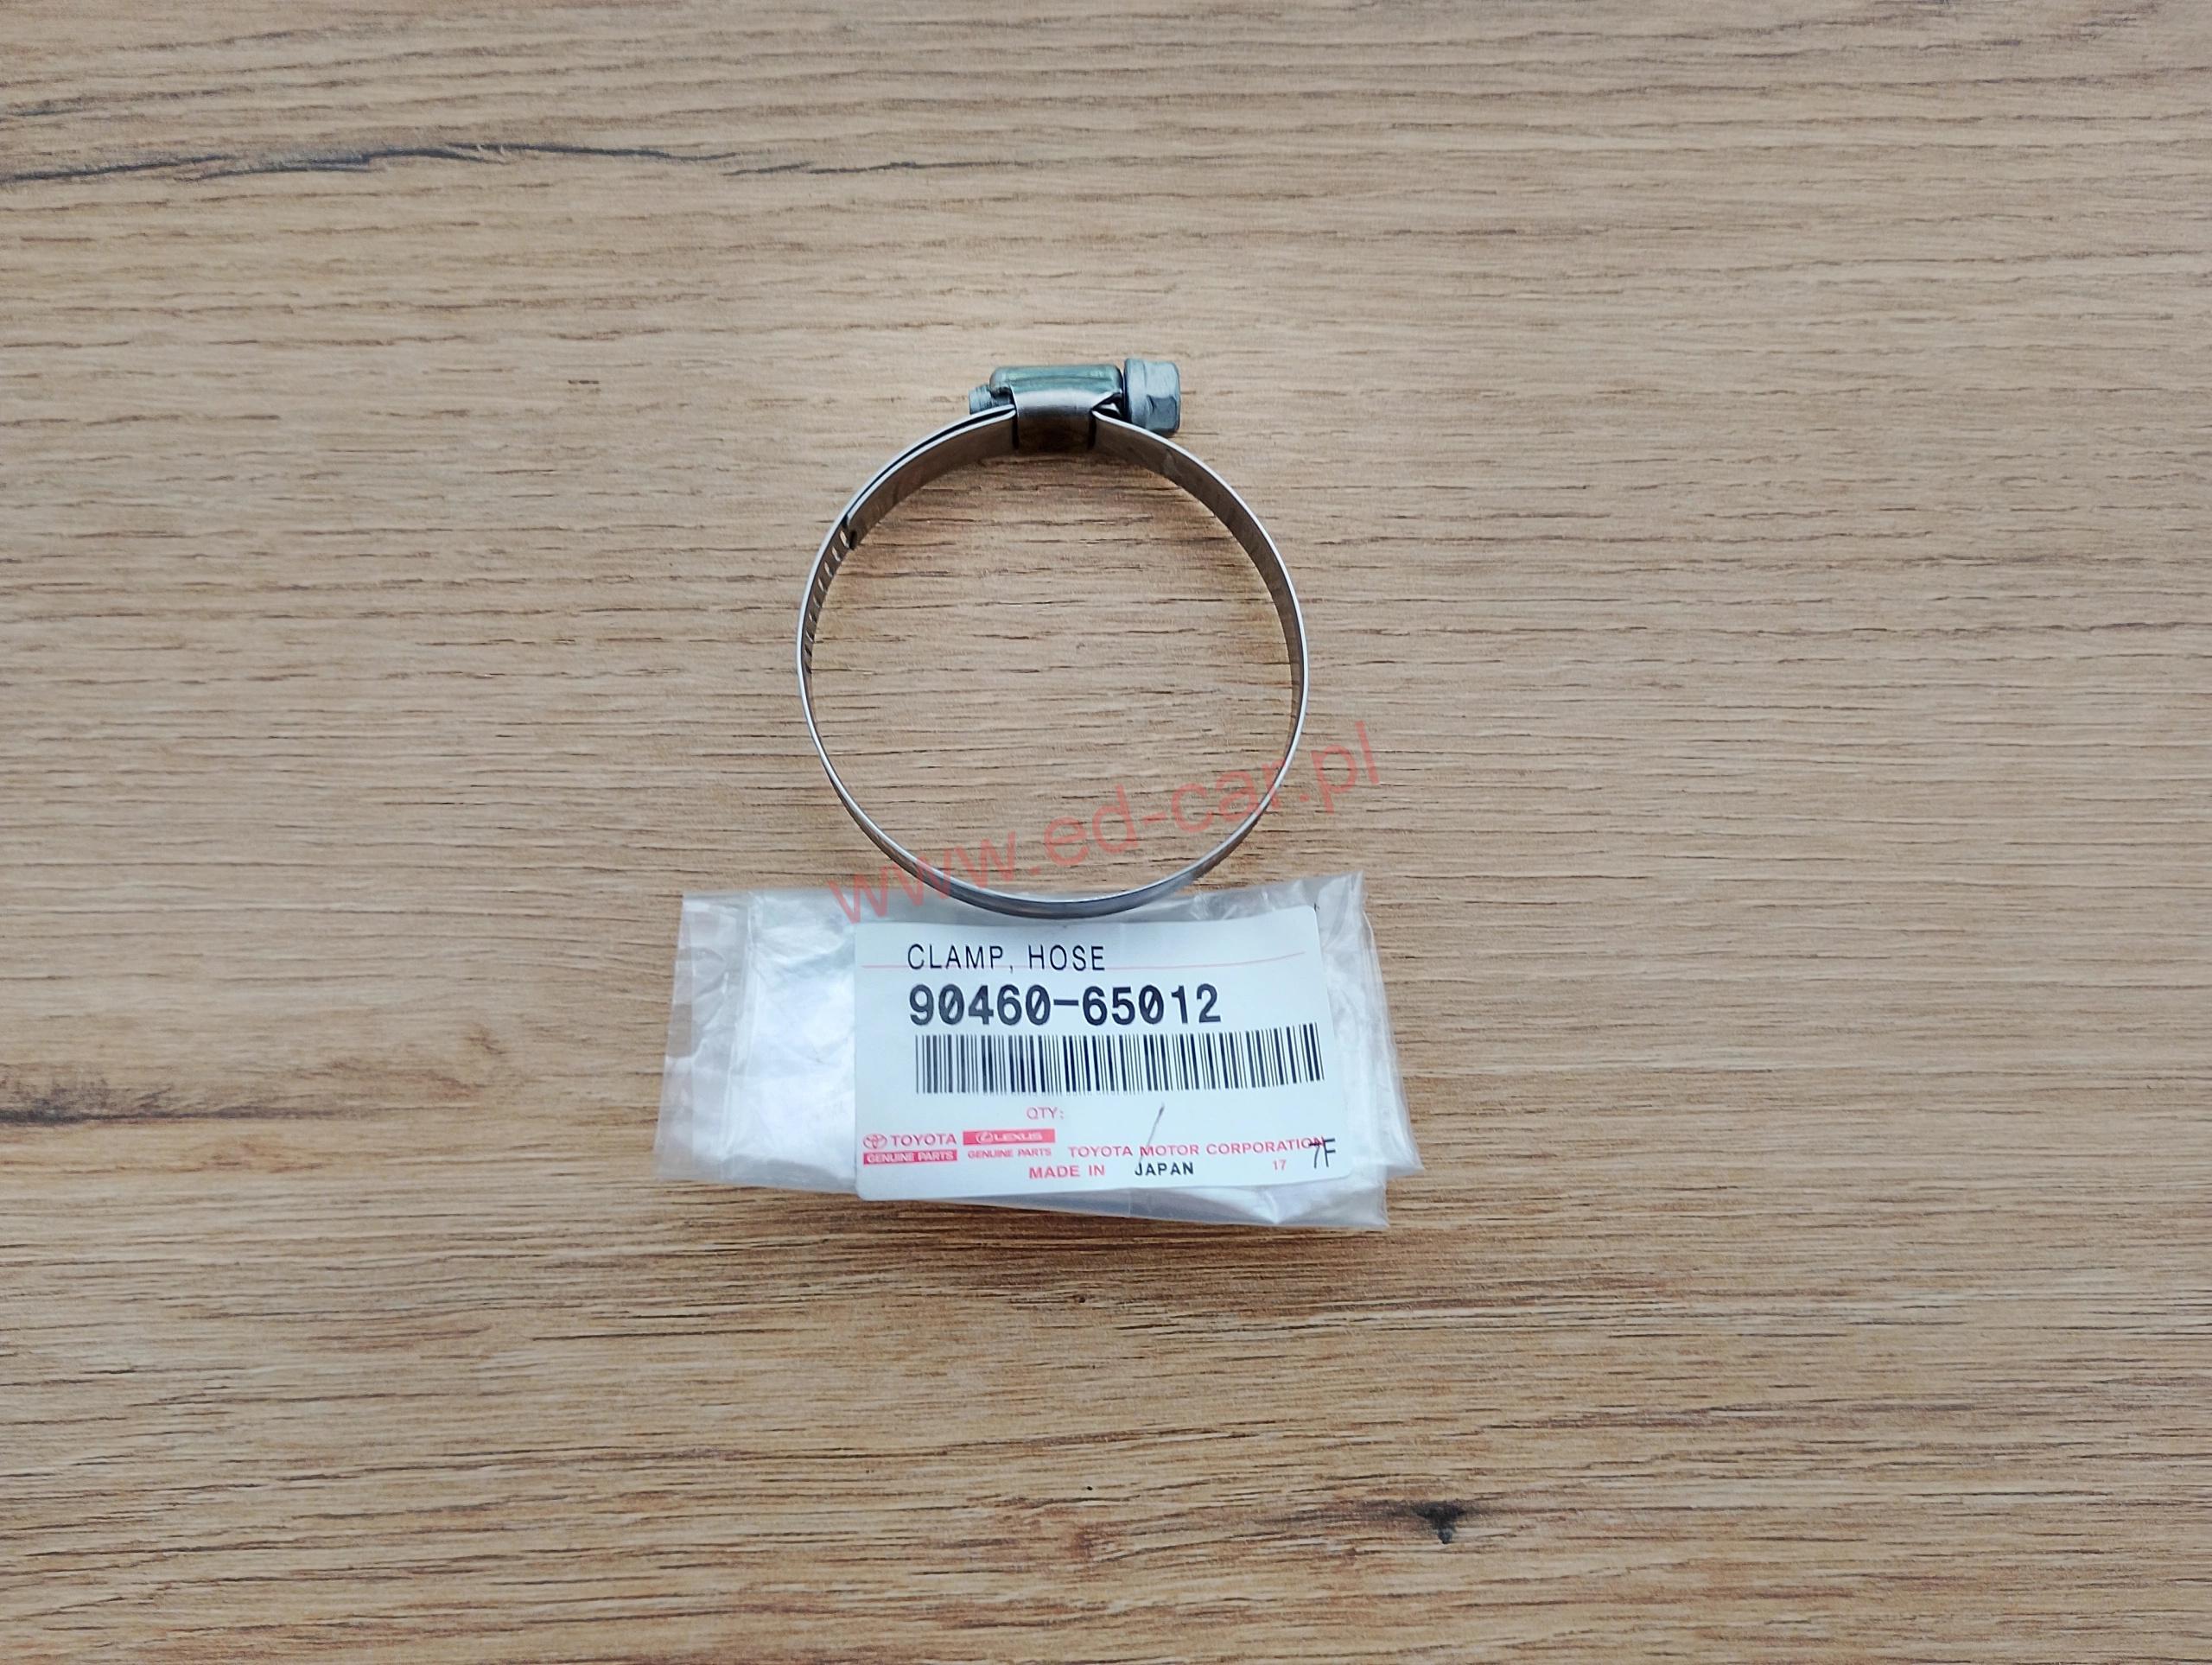 www.ed-car.pl
CLAMP, HOSE
90460-65012
QTY:
TOYOTA LEXUS
GENUINE PARTS GENUINE PARTS TOYOTA MOTOR CORPORATION
MADE IN JAPAN 17 7F